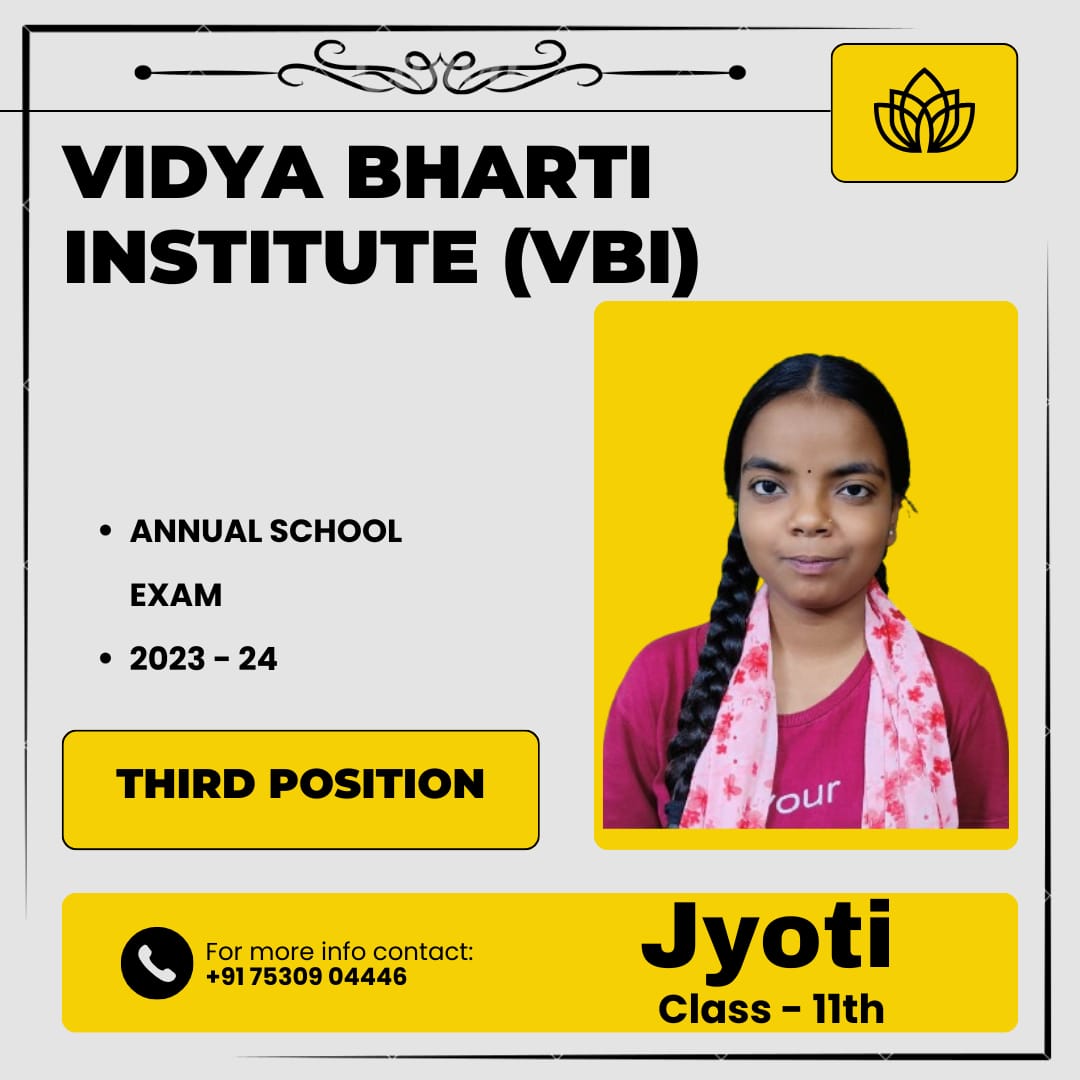 VIDYA BHARTI
INSTITUTE (VBI)
• ANNUAL SCHOOL
EXAM
• 2023 - 24
THIRD POSITION
your
For more info contact:
+91 75309 04446
Jyoti
Class - 11th